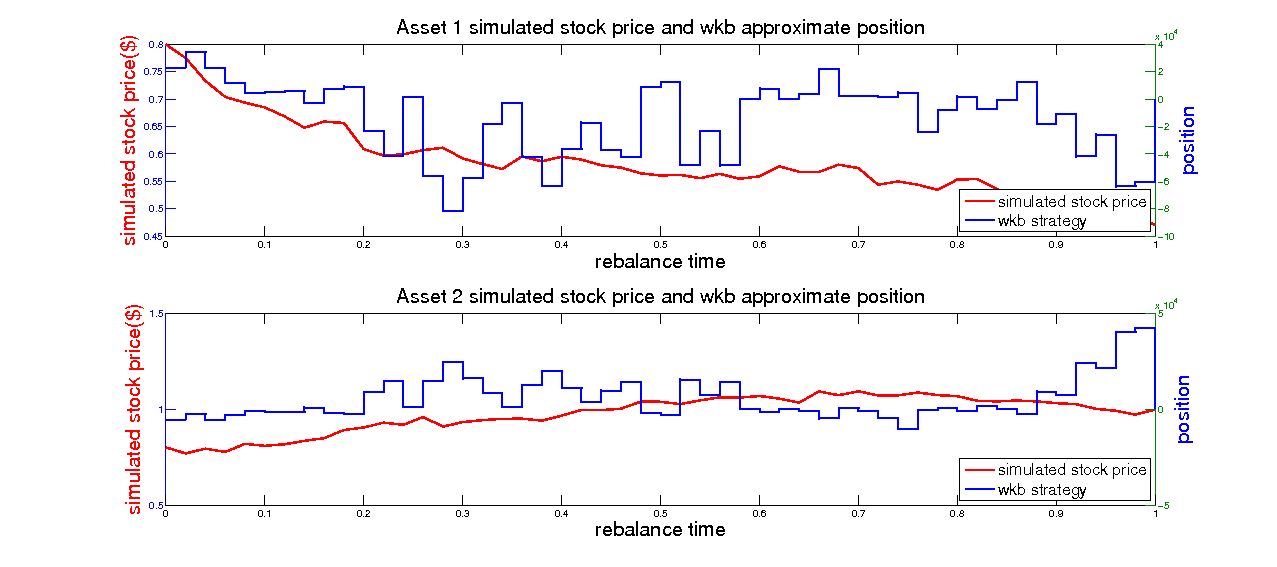 Asset 1 simulated stock price and wkb approximate position
x 10^4
simulated stock price($)
0.8
0.75
0.7
0.65
0.6
0.55
0.5
0.45
4
2
0
−2
−4
−6
−8
−10
position
simulated stock price
wkb strategy
0 0.1 0.2 0.3 0.4 0.5 0.6 0.7 0.8 0.9 1
rebalance time
Asset 2 simulated stock price and wkb approximate position
x 10^4
simulated stock price($)
1.5
1
0.5
5
0
−5
position
simulated stock price
wkb strategy
0 0.1 0.2 0.3 0.4 0.5 0.6 0.7 0.8 0.9 1
rebalance time